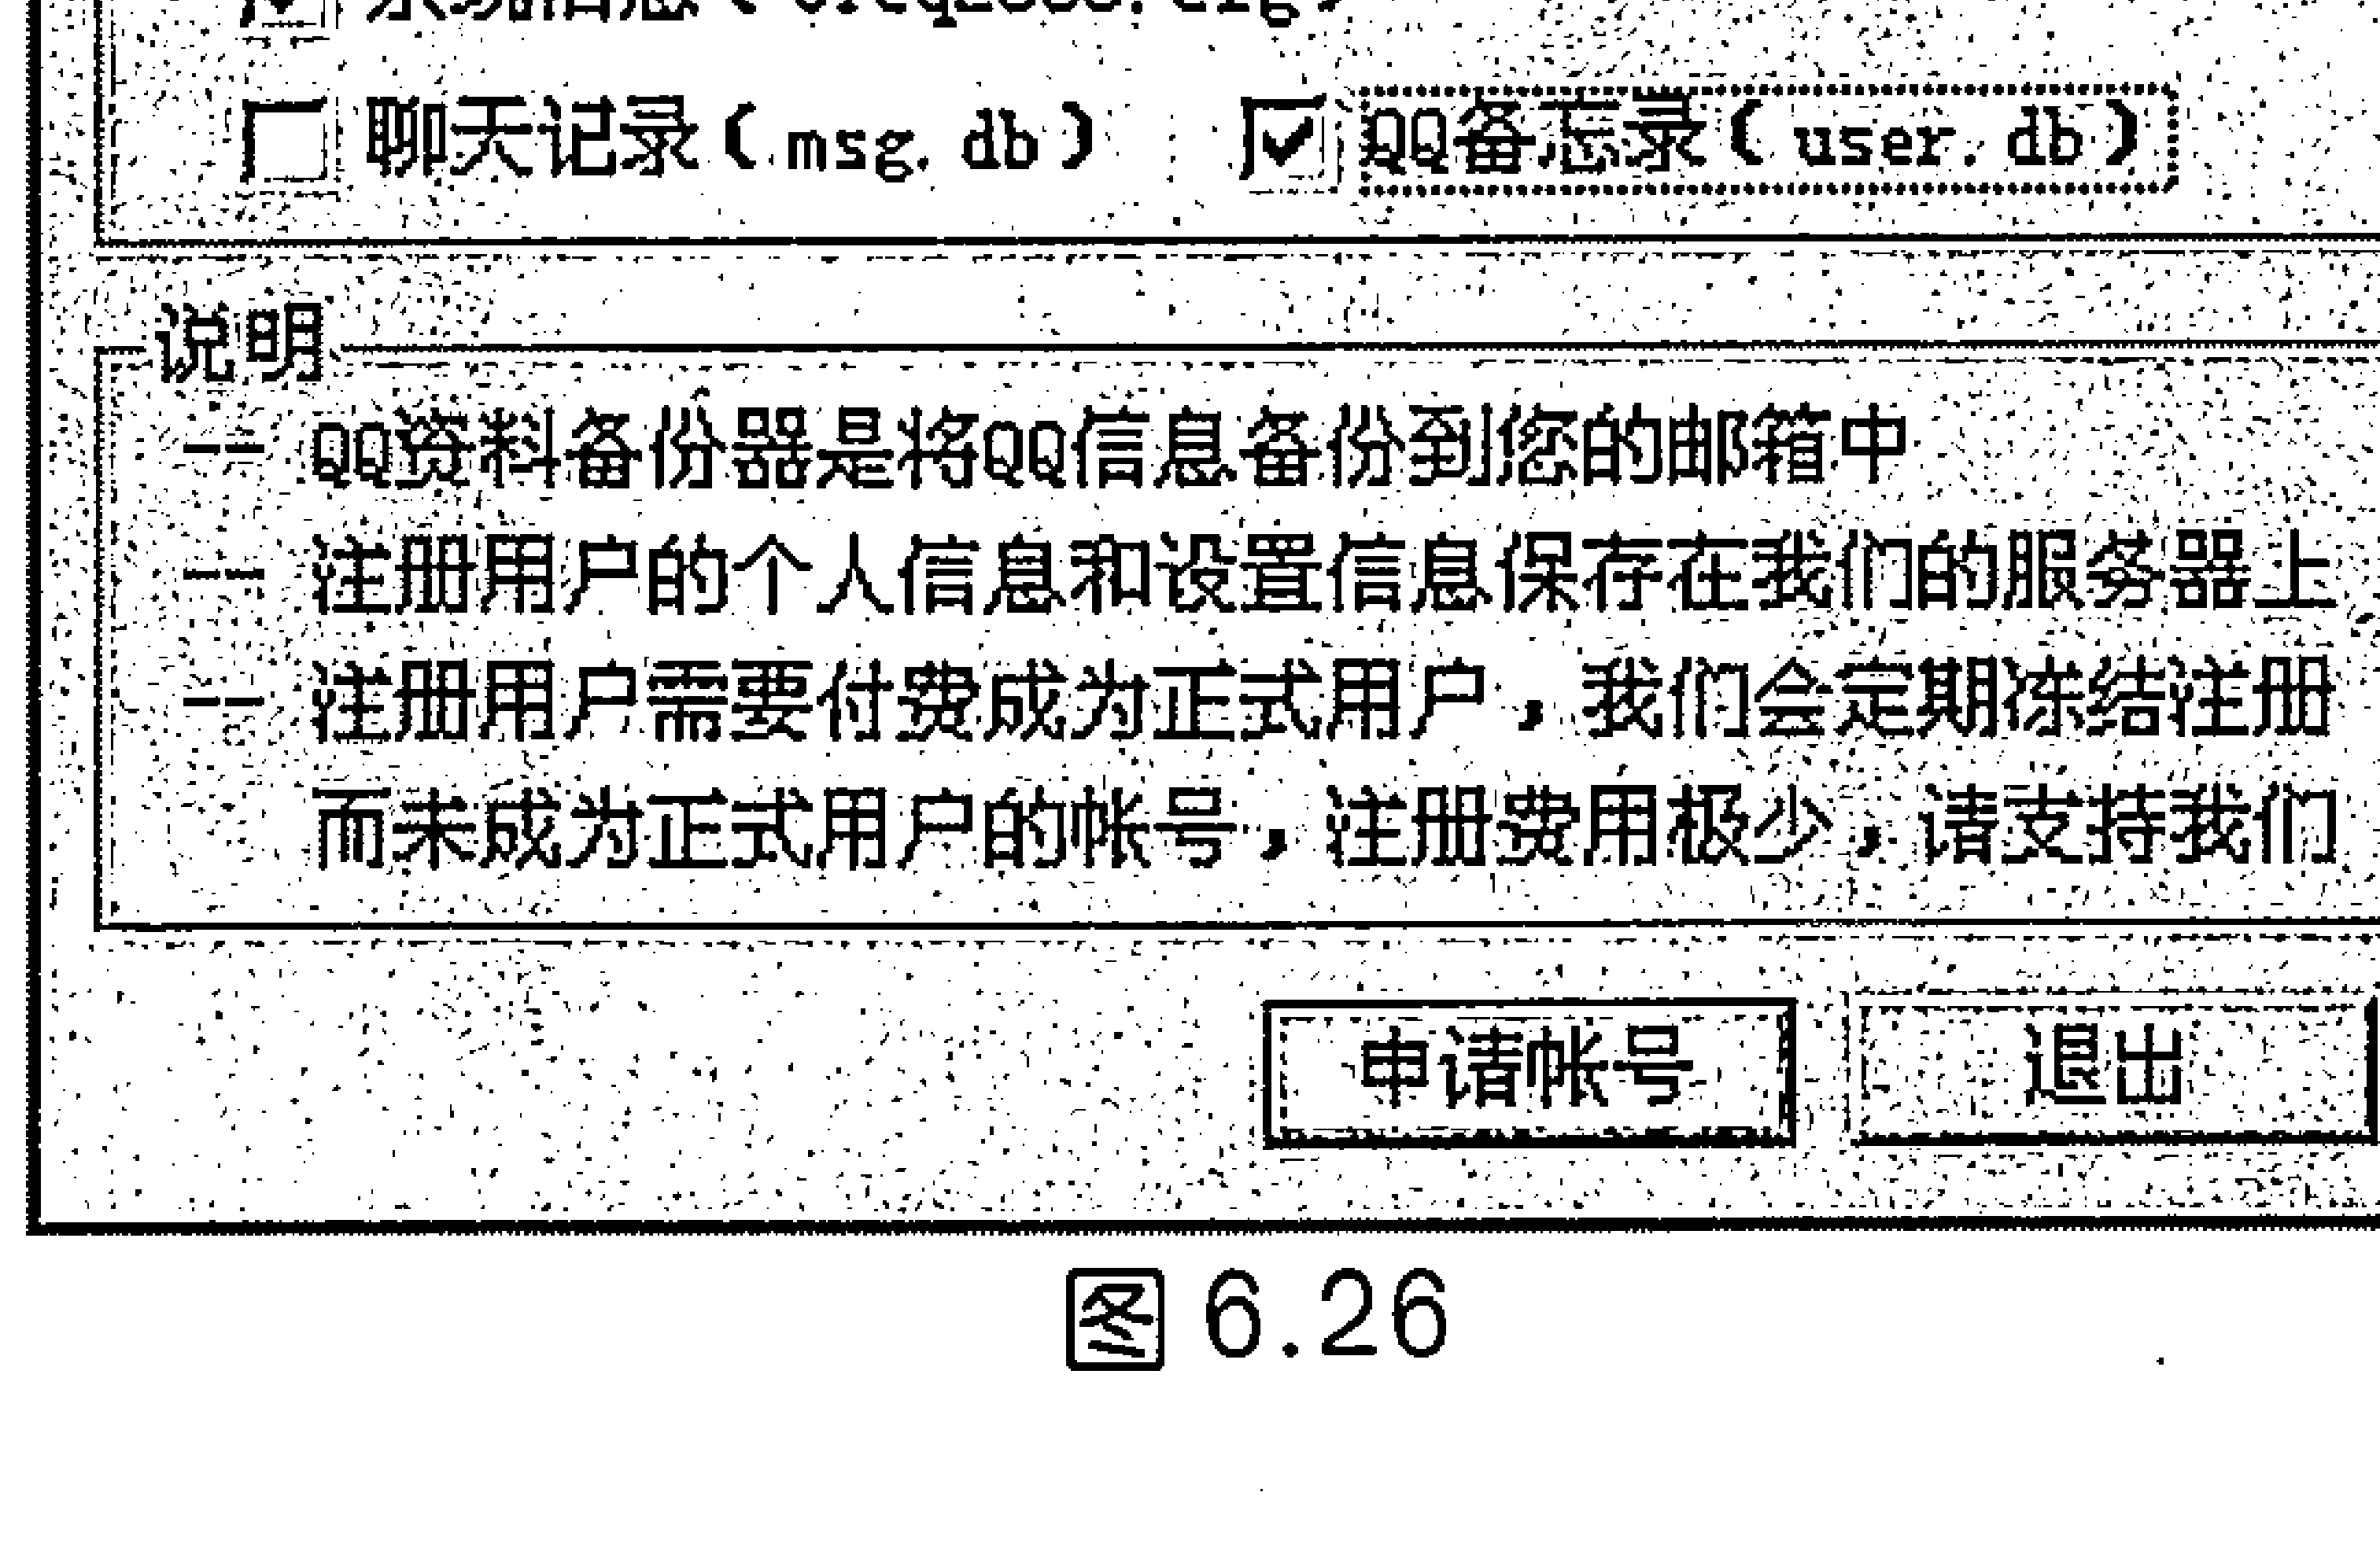 聊天记录(msg.db) QQ备忘录(user.db)
说明
-- QQ资料备份器是将QQ信息备份到您的邮箱中
-- 注册用户的个人信息和设置信息保存在我们的服务器上
-- 注册用户需要付费成为正式用户,我们会定期冻结注册
而未成为正式用户的帐号,注册费用极少,请支持我们
申请帐号 退出
图 6.26